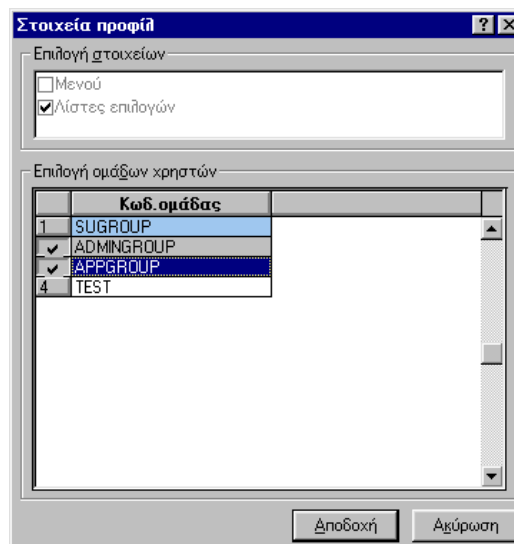 Στοιχεία προφίλ
Επιλογή στοιχείων
Μενού
Λίστες επιλογών
Επιλογή ομάδων χρηστών
Κωδ.ομάδας
1 SUGROUP
ADMINGROUP
APPGROUP
4 TEST
Αποδοχή Ακύρωση